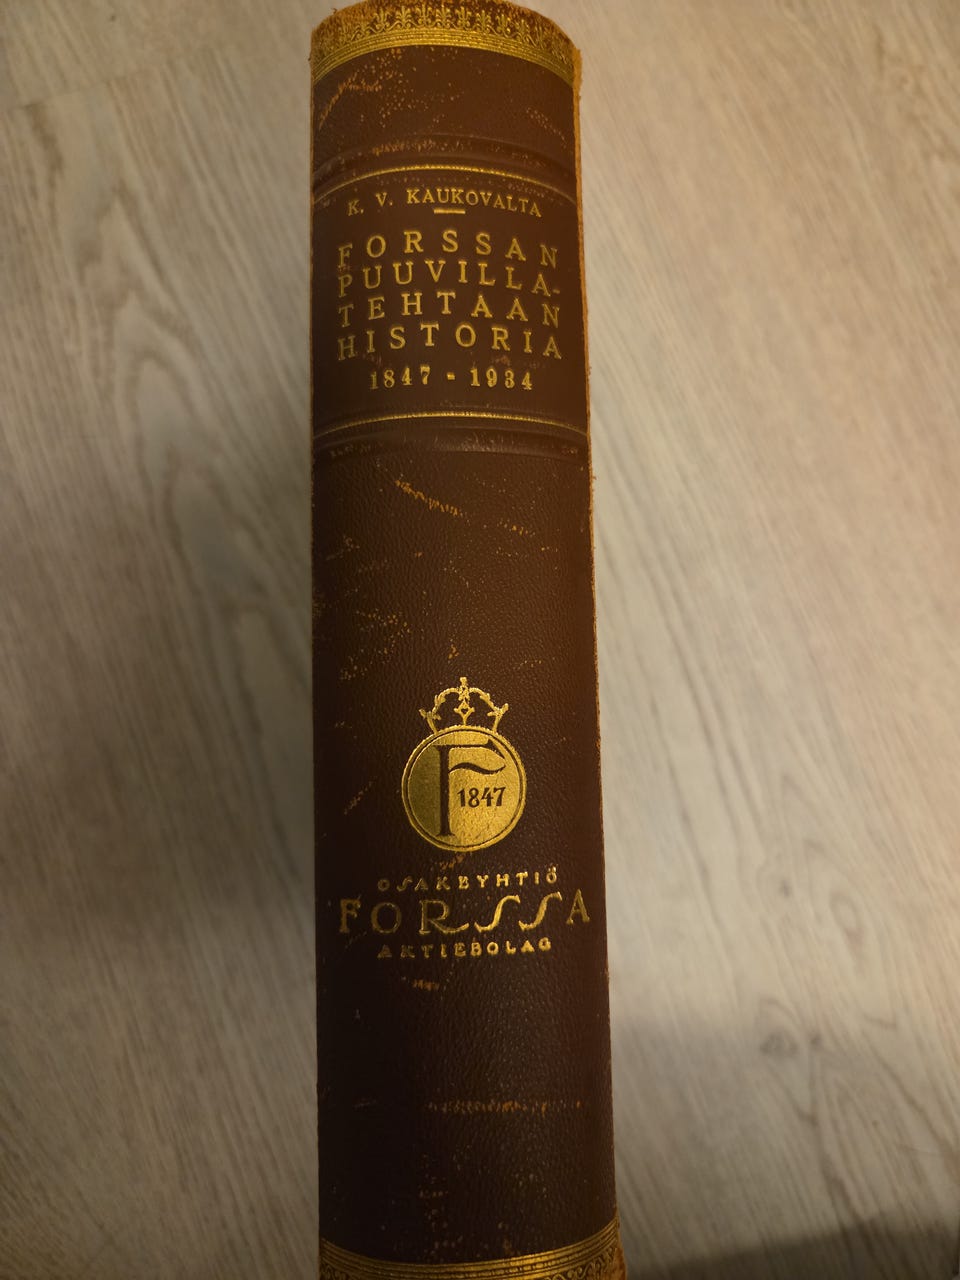 K. V. KAUKOVALTA
FORSSAN
PUUVILLA-
TEHTAAN
HISTORIA
1847 - 1934
F
1847
OSAKEYHTIÖ
FORSSA
AKTIEBOLAG